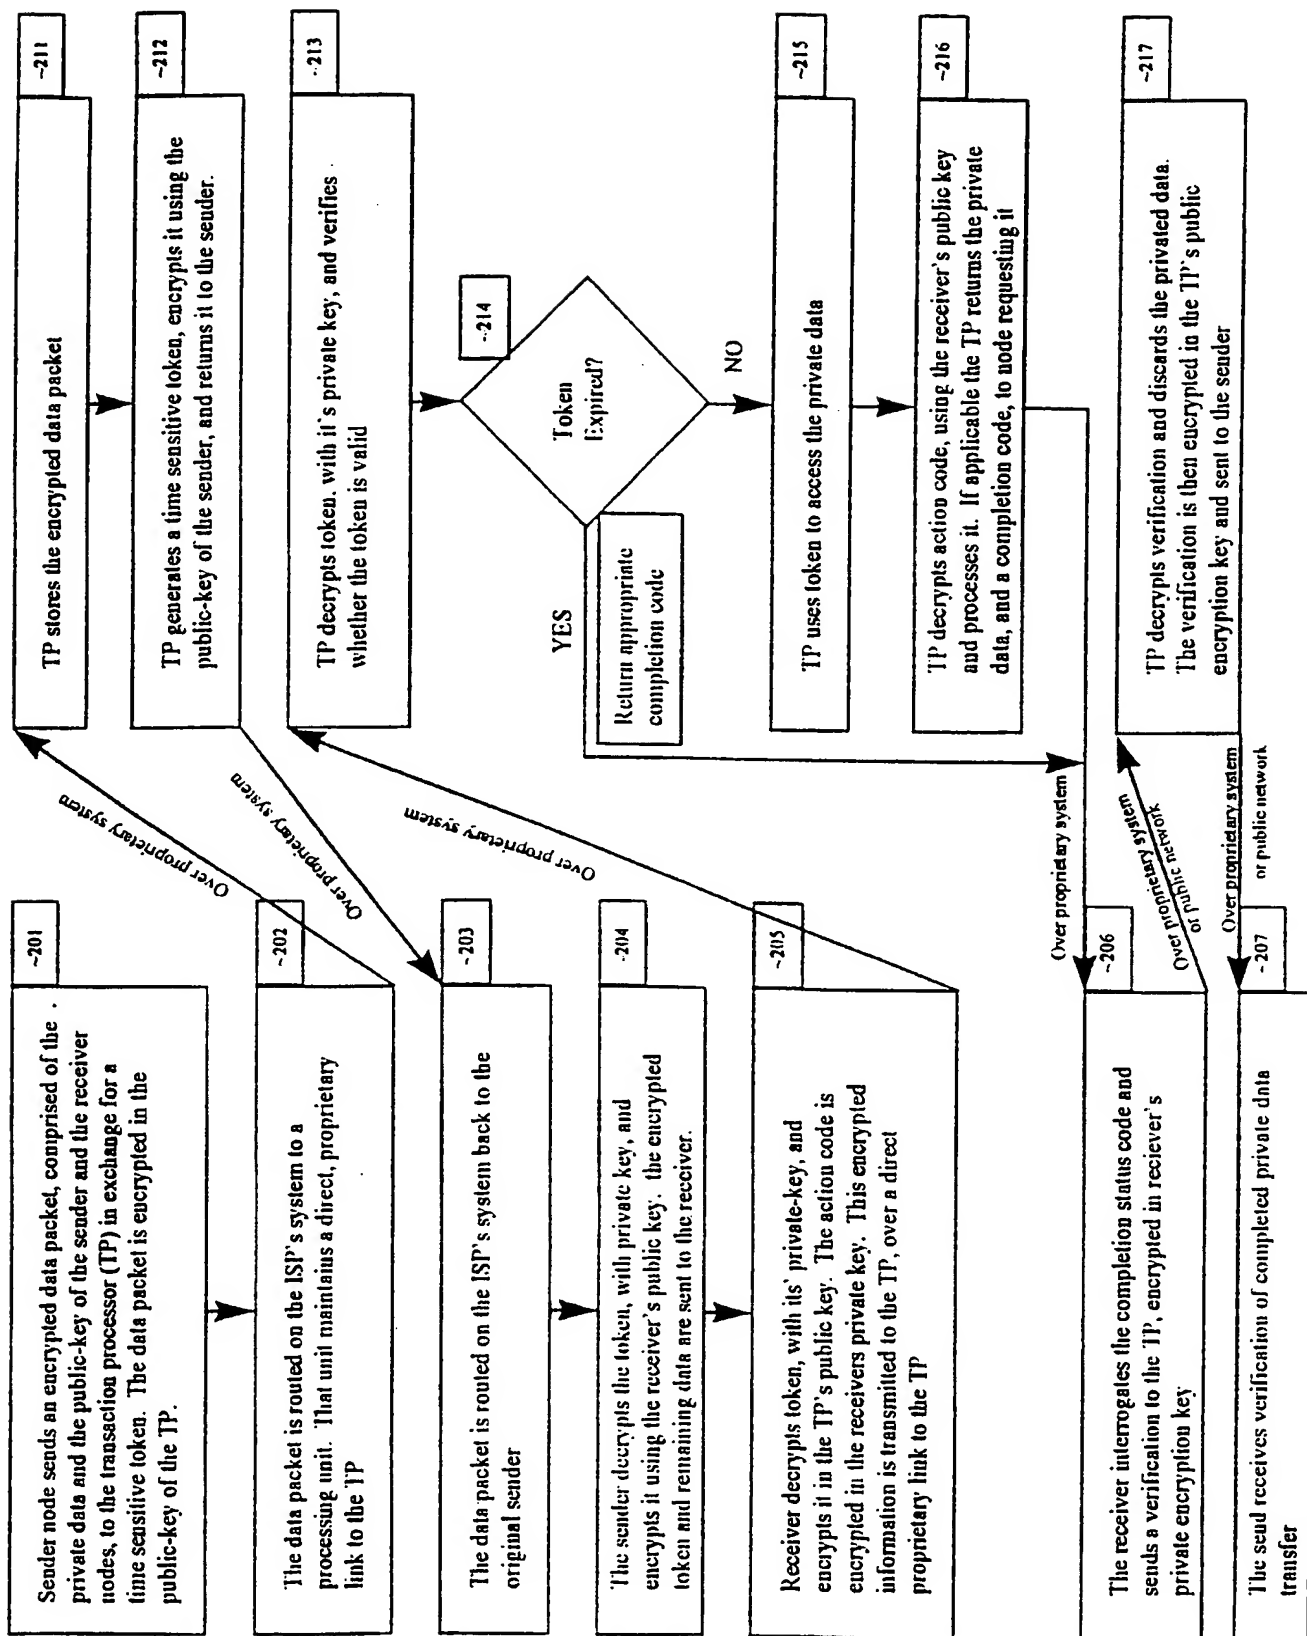 ~201
Sender node sends an encrypted data packet, comprised of the .
private data and the public-key of the sender and the receiver
nodes, to the transaction processor (TP) in exchange for a
time sensitive token. The data packet is encrypted in the
public-key of the TP.
~202
The data packet is routed on the ISP's system to a
processing unit. That unit maintains a direct, proprietary
link to the TP
~203
The data packet is routed on the ISP's system back to the
original sender
-204
The sender decrypts the token, with private key, and
encrypts it using the receiver's public key. the encrypted
token and remaining data are sent to the receiver.
~205
Receiver decrypts token, with its' private-key, and
encrypts it in the TP's public key. The action code is
encrypted in the receivers private key. This encrypted
information is transmitted to the TP, over a direct
proprietary link to the TP
~206
The receiver interrogates the completion status code and
sends a verification to the TP, encrypted in reciever's
private encryption key
~207
The send receives verification of completed private data
transfer
Over proprietary system
Over proprietary system
Over proprietary system
Over proprietary system
Over proprietary system
or public network
Over proprietary system
or public network
~211
TP stores the encrypted data packet
~212
TP generates a time sensitive token, encrypts it using the
public-key of the sender, and returns it to the sender.
~213
TP decrypts token. with it's private key, and verifies .
whether the token is valid
~214
Token
Expired?
YES
NO
Return appropriate
completion code
~215
TP uses token to access the private data
~216
TP decrypts action code, using the receiver's public key
and processes it. If applicable the TP returns the private
data, and a completion code, to node requesting it
~217
TP decrypts verification and discards the privated data.
The verification is then encrypted in the TP's public
encryption key and sent to the sender